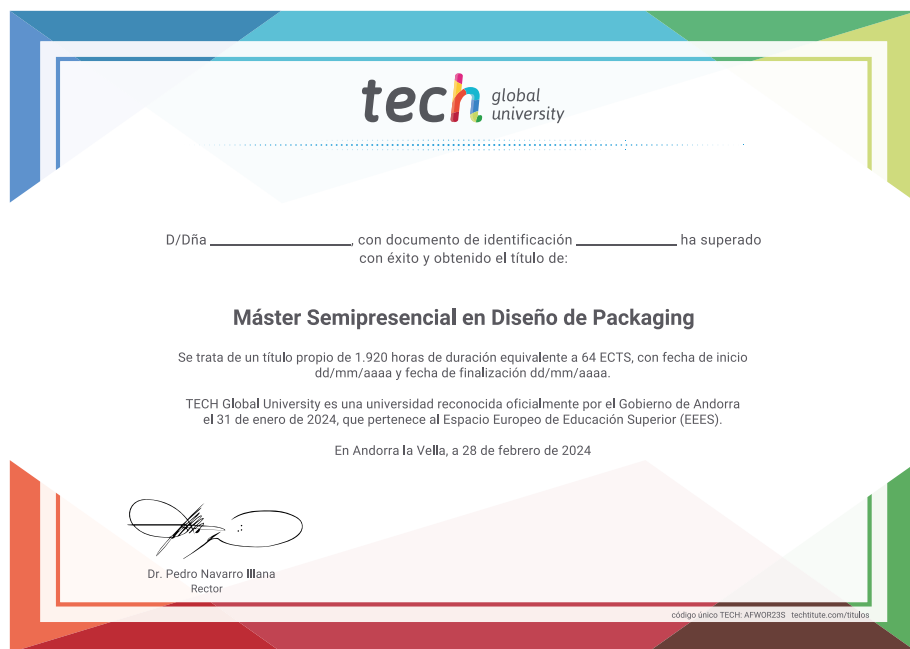 tech global university
D/Dña ____________, con documento de identificación ____________ ha superado
con éxito y obtenido el título de:
Máster Semipresencial en Diseño de Packaging
Se trata de un título propio de 1.920 horas de duración equivalente a 64 ECTS, con fecha de inicio
dd/mm/aaaa y fecha de finalización dd/mm/aaaa.
TECH Global University es una universidad reconocida oficialmente por el Gobierno de Andorra
el 31 de enero de 2024, que pertenece al Espacio Europeo de Educación Superior (EEES).
En Andorra la Vella, a 28 de febrero de 2024
Dr. Pedro Navarro Illana
Rector
código único TECH: AFWOR23S techtitute.com/titulos